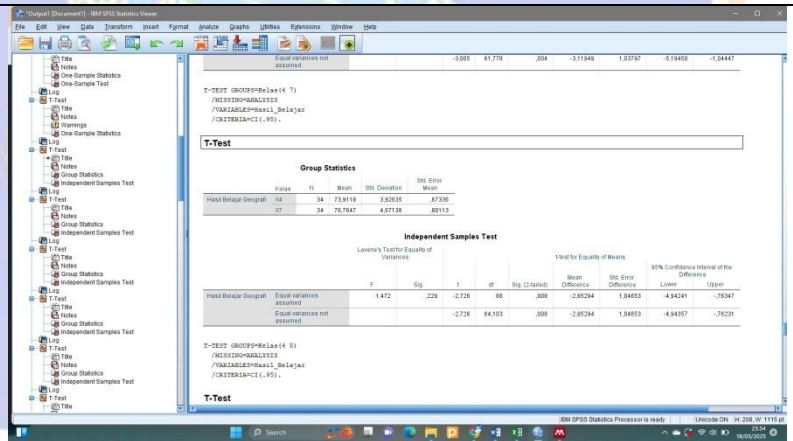 *Output1 [Document1] - IBM SPSS Statistics Viewer
File Edit View Data Transform Insert Format Analyze Graphs Utilities Extensions Window Help
Title
Notes
One-Sample Statistics
One-Sample Test
Log
T-Test
Title
Notes
Warnings
One-Sample Statistics
Log
T-Test
Title
Notes
Group Statistics
Independent Samples Test
Log
T-Test
Title
Notes
Group Statistics
Independent Samples Test
Log
T-Test
Title
Notes
Group Statistics
Independent Samples Test
Log
T-Test
Title
Notes
Group Statistics
Independent Samples Test
Log
T-Test
Title
Equal variances not assumed -3,005 61,778 ,004 -3,11949 1,03797 -5,19450 -1,04447
T-TEST GROUPS=Kelas(4 7)
/MISSING=ANALYSIS
/VARIABLES=Hasil_Belajar
/CRITERIA=CI(.95).
T-Test
Group Statistics
Kelas N Mean Std. Deviation Std. Error Mean
Hasil Belajar Geografi X4 34 73,9118 3,92635 ,67336
X7 34 76,7647 4,67138 ,80113
Independent Samples Test
Levene's Test for Equality of Variances t-test for Equality of Means
95% Confidence Interval of the Difference
F Sig. t df Sig. (2-tailed) Mean Difference Std. Error Difference Lower Upper
Hasil Belajar Geografi Equal variances assumed 1,472 ,229 -2,726 66 ,008 -2,85294 1,04653 -4,94241 -,76347
Equal variances not assumed -2,726 64,103 ,008 -2,85294 1,04653 -4,94357 -,76231
T-TEST GROUPS=Kelas(4 8)
/MISSING=ANALYSIS
/VARIABLES=Hasil_Belajar
/CRITERIA=CI(.95).
T-Test
IBM SPSS Statistics Processor is ready Unicode:ON H: 298, W: 1115 pt
Search
23.54
18/03/2025